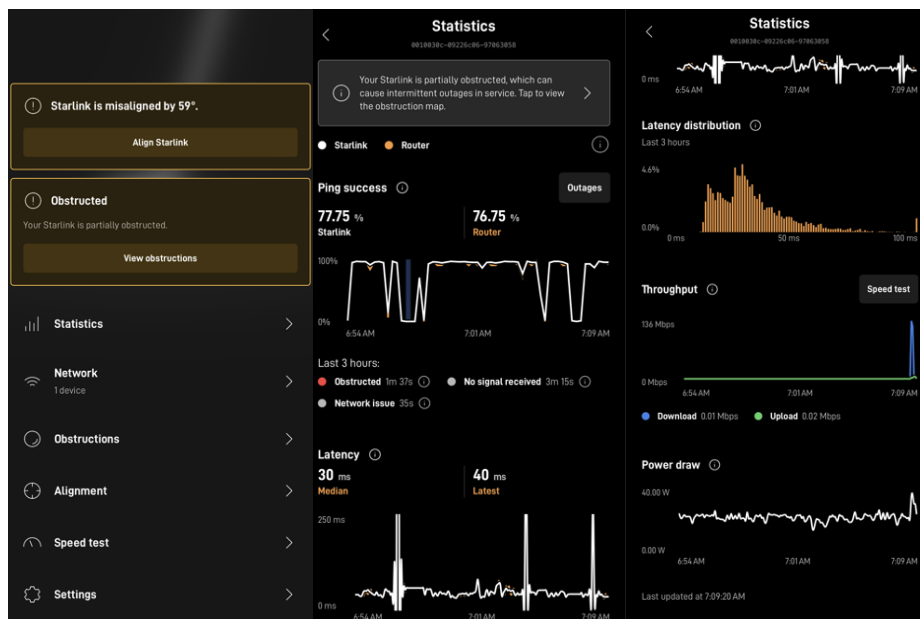 Starlink is misaligned by 59°.
Align Starlink
Obstructed
Your Starlink is partially obstructed.
View obstructions
Statistics
Network
1 device
Obstructions
Alignment
Speed test
Settings
Statistics
0010030c-09226c06-97063058
Your Starlink is partially obstructed, which can
cause intermittent outages in service. Tap to view
the obstruction map.
Starlink Router
Ping success
Outages
77.75 % 76.75 %
Starlink Router
100%
0%
6:54 AM 7:01 AM 7:09 AM
Last 3 hours:
Obstructed 1m 37s No signal received 3m 15s
Network issue 35s
Latency
30 ms 40 ms
Median Latest
250 ms
0 ms
6:54 AM 7:01 AM 7:09 AM
Statistics
0010030c-09226c06-97063058
0 ms
6:54 AM 7:01 AM 7:09 AM
Latency distribution
Last 3 hours
4.6%
0.0%
0 ms 50 ms 100 ms
Throughput
Speed test
136 Mbps
0 Mbps
6:54 AM 7:01 AM 7:09 AM
Download 0.01 Mbps Upload 0.02 Mbps
Power draw
40.00 W
0.00 W
6:54 AM 7:01 AM 7:09 AM
Last updated at 7:09:20 AM